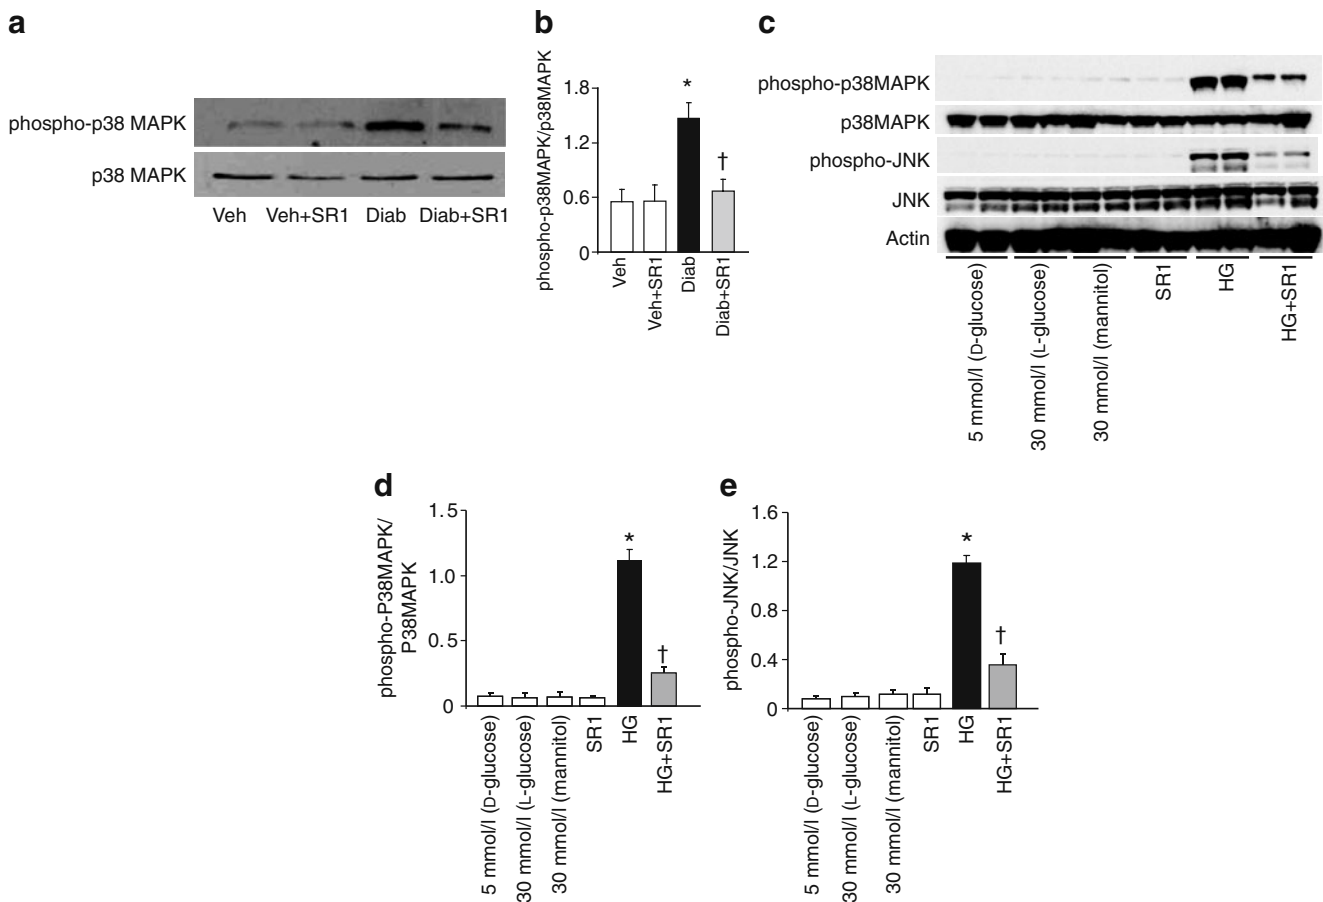 a
phospho-p38 MAPK
p38 MAPK
Veh Veh+SR1 Diab Diab+SR1
b
phospho-p38MAPK/p38MAPK
1.8
1.2
0.6
0
*
†
Veh
Veh+SR1
Diab
Diab+SR1
c
phospho-p38MAPK
p38MAPK
phospho-JNK
JNK
Actin
5 mmol/l (D-glucose)
30 mmol/l (L-glucose)
30 mmol/l (mannitol)
SR1
HG
HG+SR1
d
phospho-P38MAPK/
P38MAPK
1.5
1.0
0.5
0
*
†
5 mmol/l (D-glucose)
30 mmol/l (L-glucose)
30 mmol/l (mannitol)
SR1
HG
HG+SR1
e
phospho-JNK/JNK
1.6
1.2
0.8
0.4
0
*
†
5 mmol/l (D-glucose)
30 mmol/l (L-glucose)
30 mmol/l (mannitol)
SR1
HG
HG+SR1